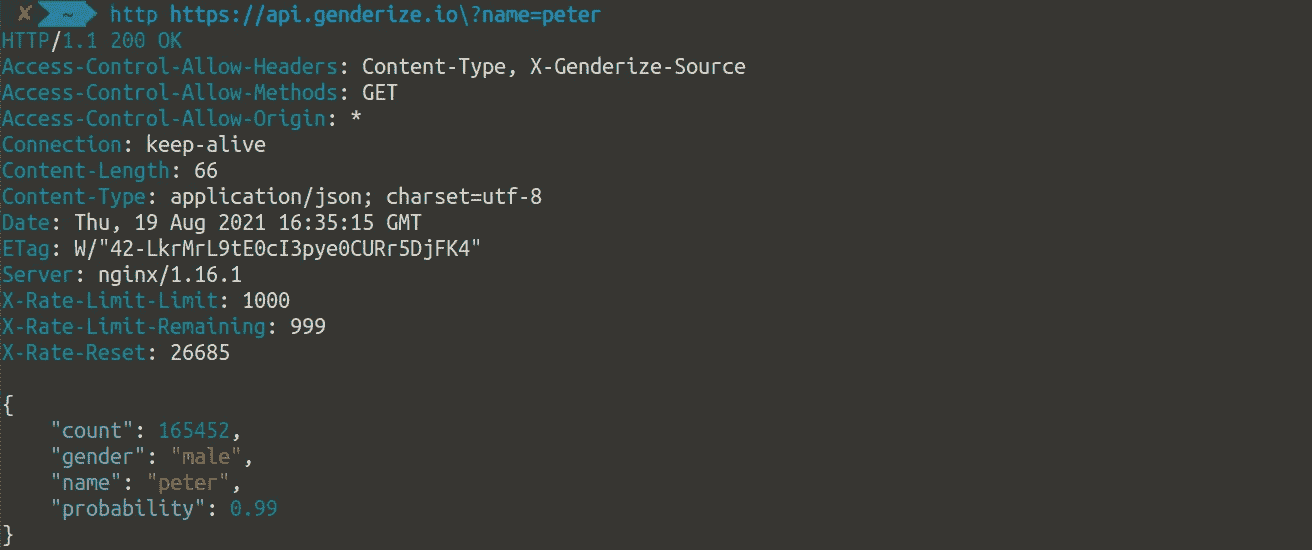 ✘ ~ http https://api.genderize.io\?name=peter
HTTP/1.1 200 OK
Access-Control-Allow-Headers: Content-Type, X-Genderize-Source
Access-Control-Allow-Methods: GET
Access-Control-Allow-Origin: *
Connection: keep-alive
Content-Length: 66
Content-Type: application/json; charset=utf-8
Date: Thu, 19 Aug 2021 16:35:15 GMT
ETag: W/"42-LkrMrL9tE0cI3pye0CURr5DjFK4"
Server: nginx/1.16.1
X-Rate-Limit-Limit: 1000
X-Rate-Limit-Remaining: 999
X-Rate-Reset: 26685
{
    "count": 165452,
    "gender": "male",
    "name": "peter",
    "probability": 0.99
}